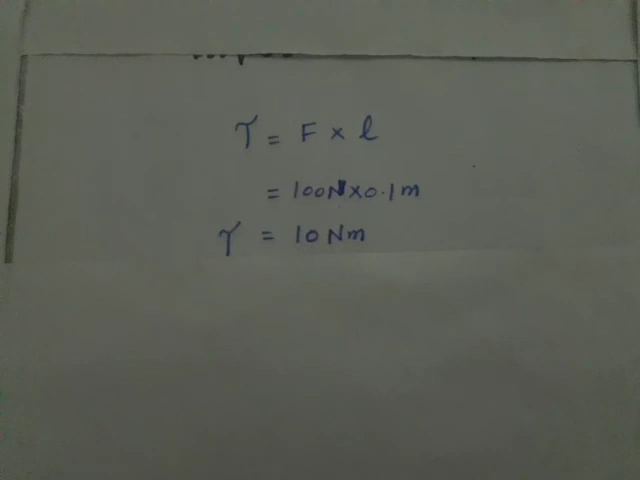 τ = F × l
= 100N × 0.1m
τ = 10 Nm